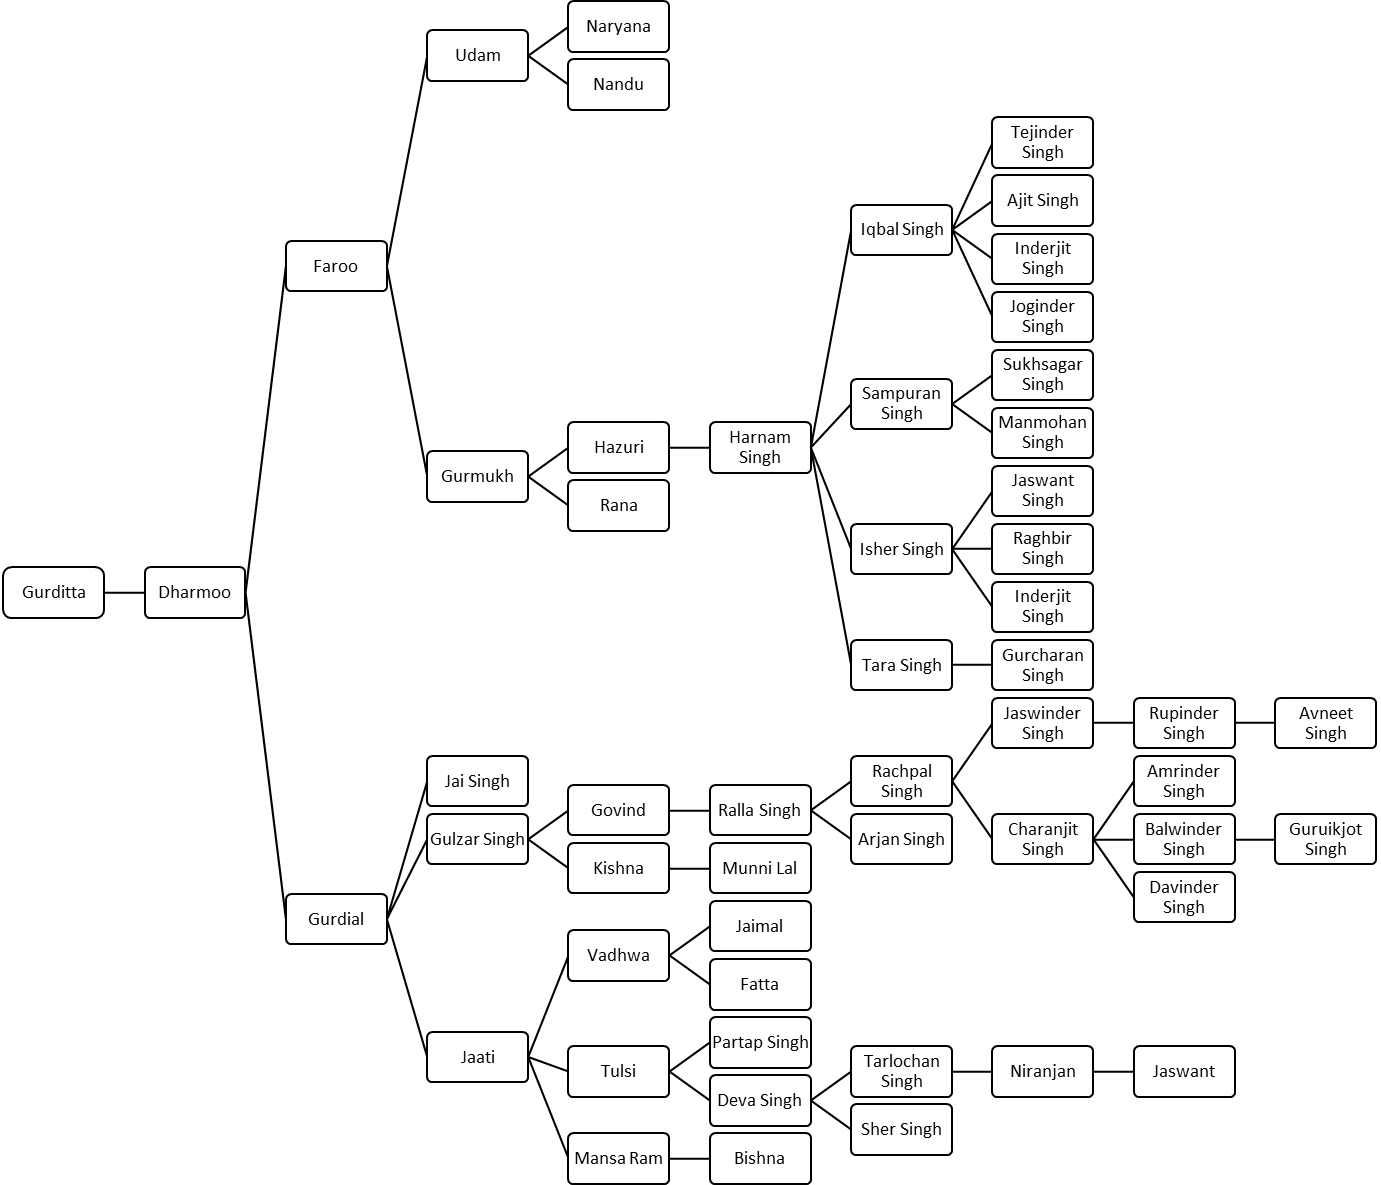 Gurditta
Dharmoo
Faroo
Udam
Naryana
Nandu
Gurmukh
Hazuri
Harnam
Singh
Iqbal Singh
Tejinder
Singh
Ajit Singh
Inderjit
Singh
Joginder
Singh
Sampuran
Singh
Sukhsagar
Singh
Manmohan
Singh
Isher Singh
Jaswant
Singh
Raghbir
Singh
Inderjit
Singh
Tara Singh
Gurcharan
Singh
Rana
Gurdial
Jai Singh
Gulzar Singh
Govind
Ralla Singh
Rachpal
Singh
Jaswinder
Singh
Rupinder
Singh
Avneet
Singh
Charanjit
Singh
Amrinder
Singh
Balwinder
Singh
Guruikjot
Singh
Davinder
Singh
Arjan Singh
Kishna
Munni Lal
Jaati
Vadhwa
Jaimal
Fatta
Tulsi
Partap Singh
Deva Singh
Tarlochan
Singh
Niranjan
Jaswant
Sher Singh
Mansa Ram
Bishna